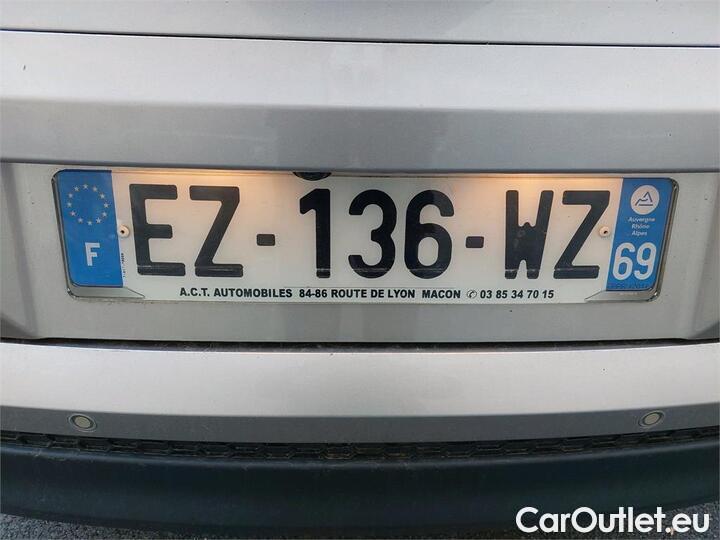 F
EZ-136-WZ
Auvergne
Rhône
Alpes
69
A.C.T. AUTOMOBILES 84-86 ROUTE DE LYON MACON ✆ 03 85 34 70 15
CarOutlet.eu